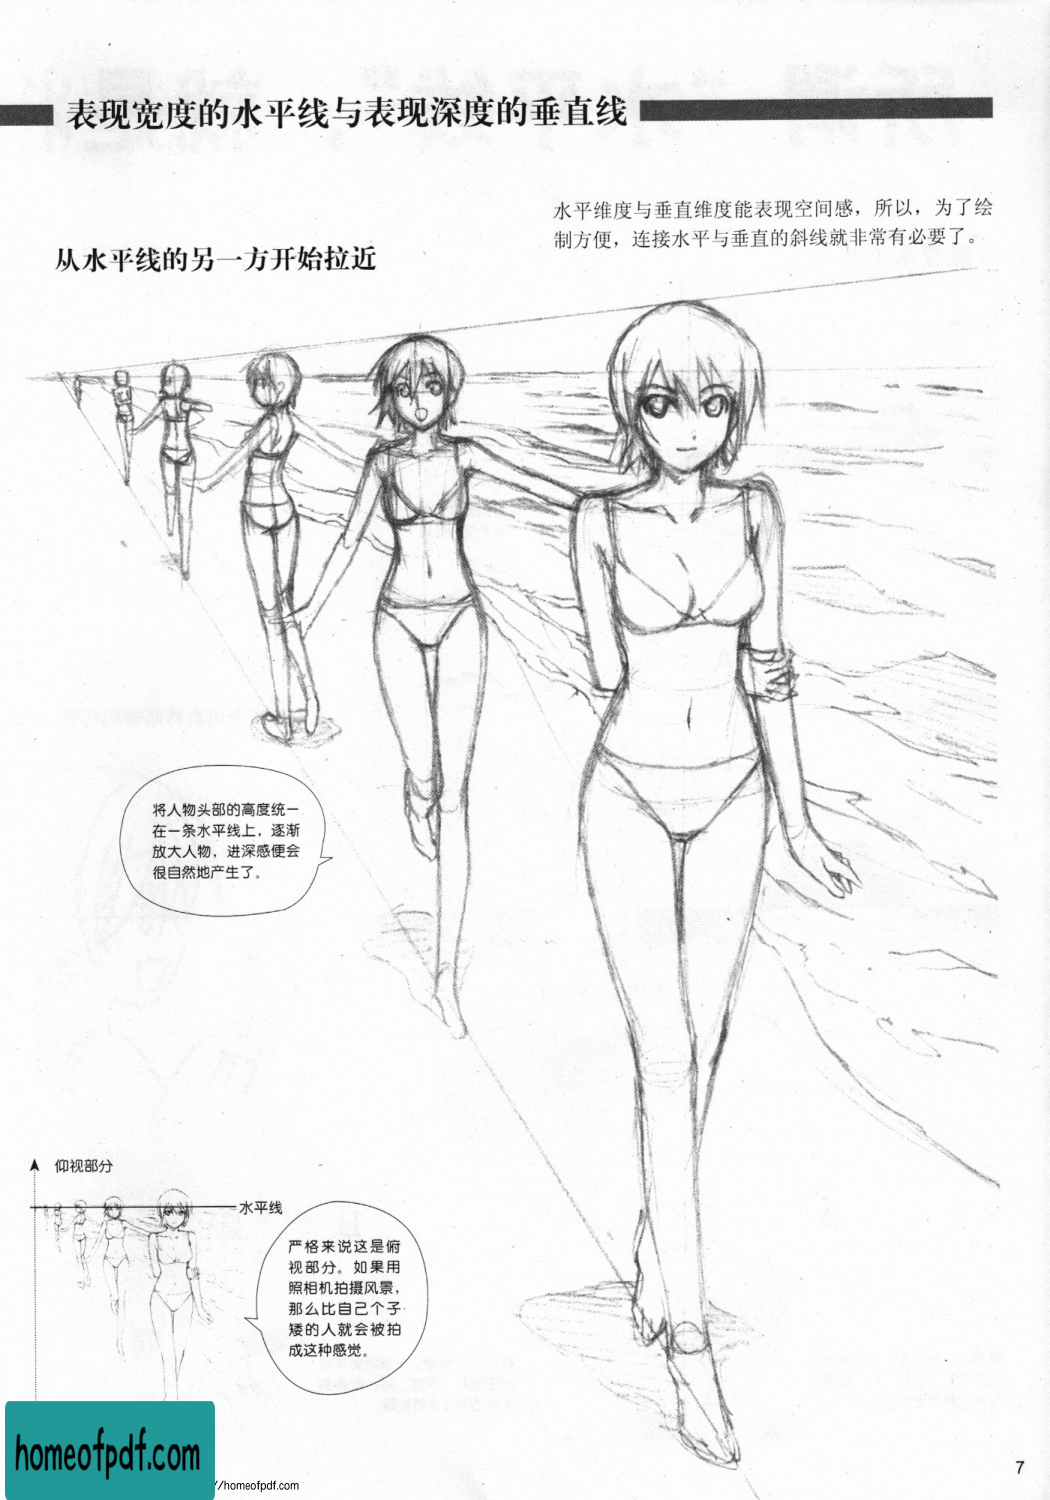 表现宽度的水平线与表现深度的垂直线
水平维度与垂直维度能表现空间感，所以，为了绘
制方便，连接水平与垂直的斜线就非常有必要了。
从水平线的另一方开始拉近
将人物头部的高度统一
在一条水平线上，逐渐
放大人物，进深感便会
很自然地产生了。
仰视部分
水平线
严格来说这是俯
视部分。如果用
照相机拍摄风景，
那么比自己个子
矮的人就会被拍
成这种感觉。
homeofpdf.com
//homeofpdf.com
7